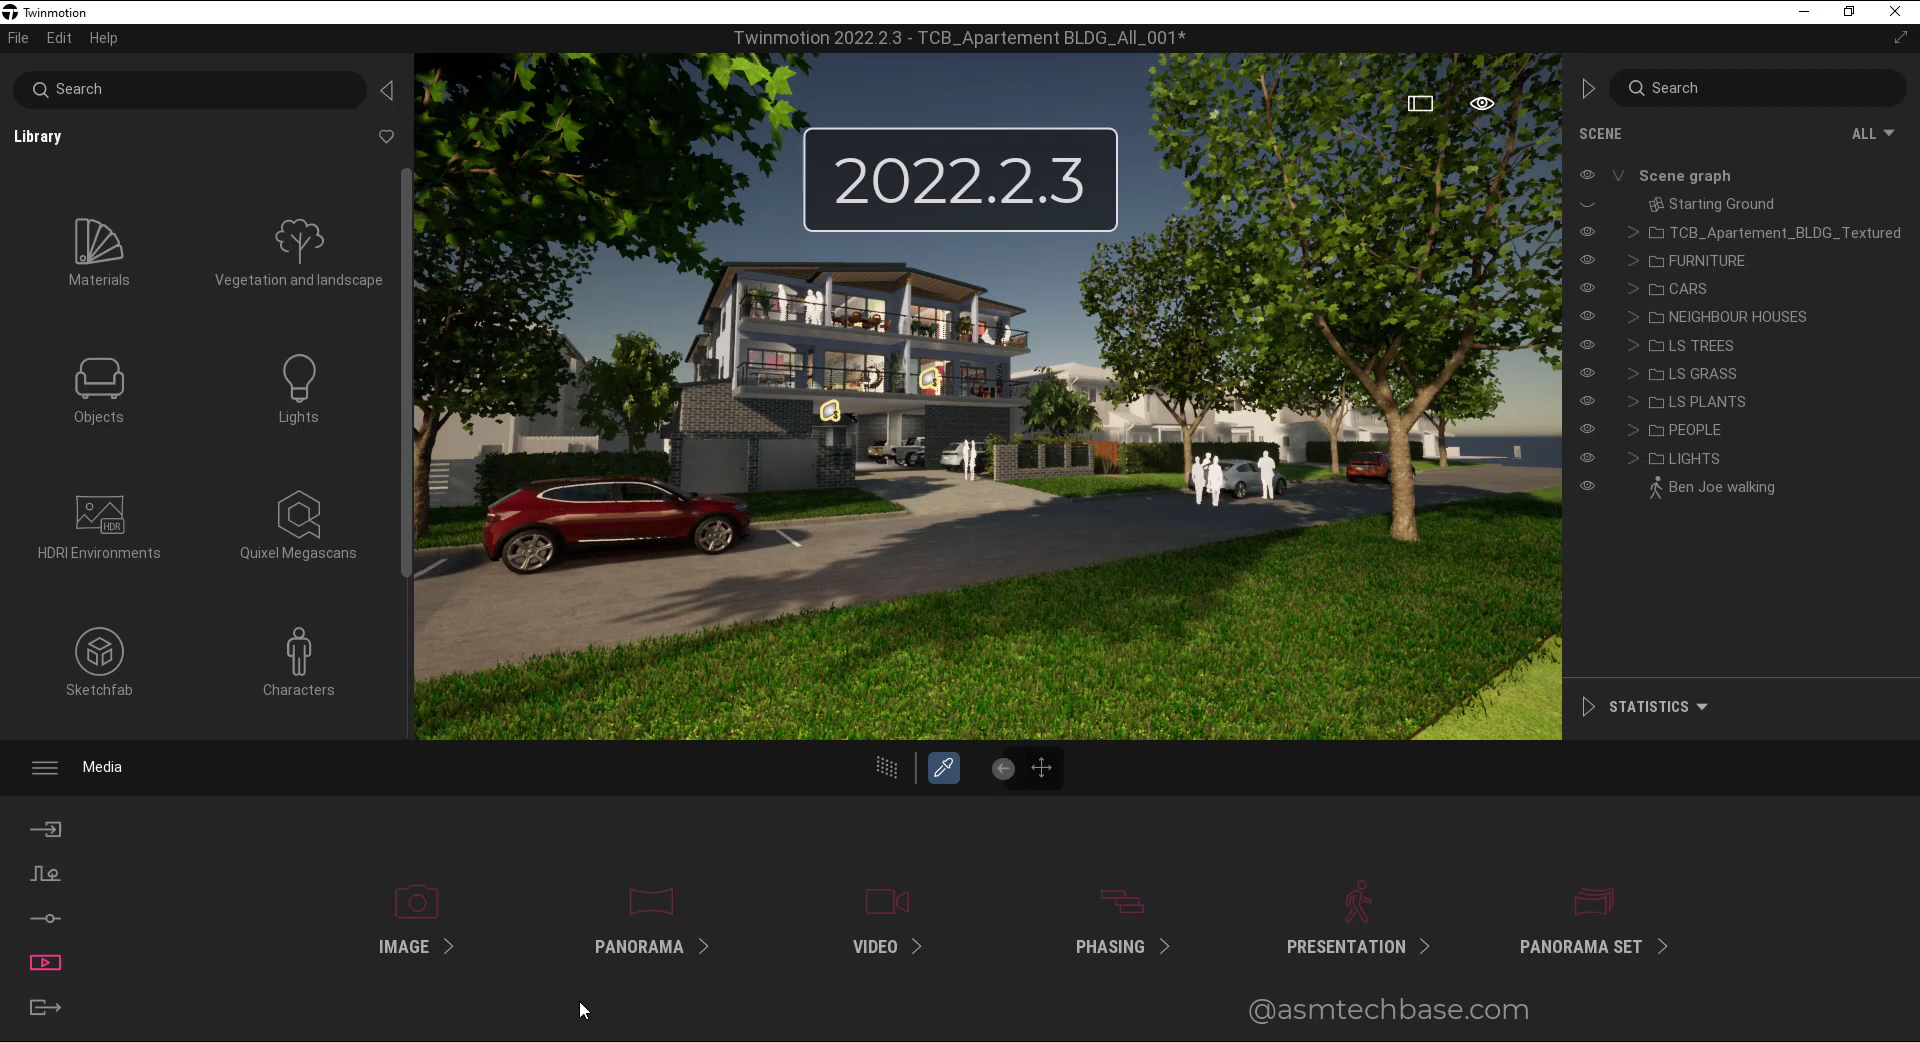 Twinmotion
File Edit Help
Twinmotion 2022.2.3 - TCB_Apartement BLDG_All_001*
Search
Library
Materials
Vegetation and landscape
Objects
Lights
HDR
HDRI Environments
Quixel Megascans
Sketchfab
Characters
2022.2.3
Search
SCENE
ALL
Scene graph
Starting Ground
TCB_Apartement_BLDG_Textured
FURNITURE
CARS
NEIGHBOUR HOUSES
LS TREES
LS GRASS
LS PLANTS
PEOPLE
LIGHTS
Ben Joe walking
STATISTICS
Media
IMAGE
PANORAMA
VIDEO
PHASING
PRESENTATION
PANORAMA SET
@asmtechbase.com